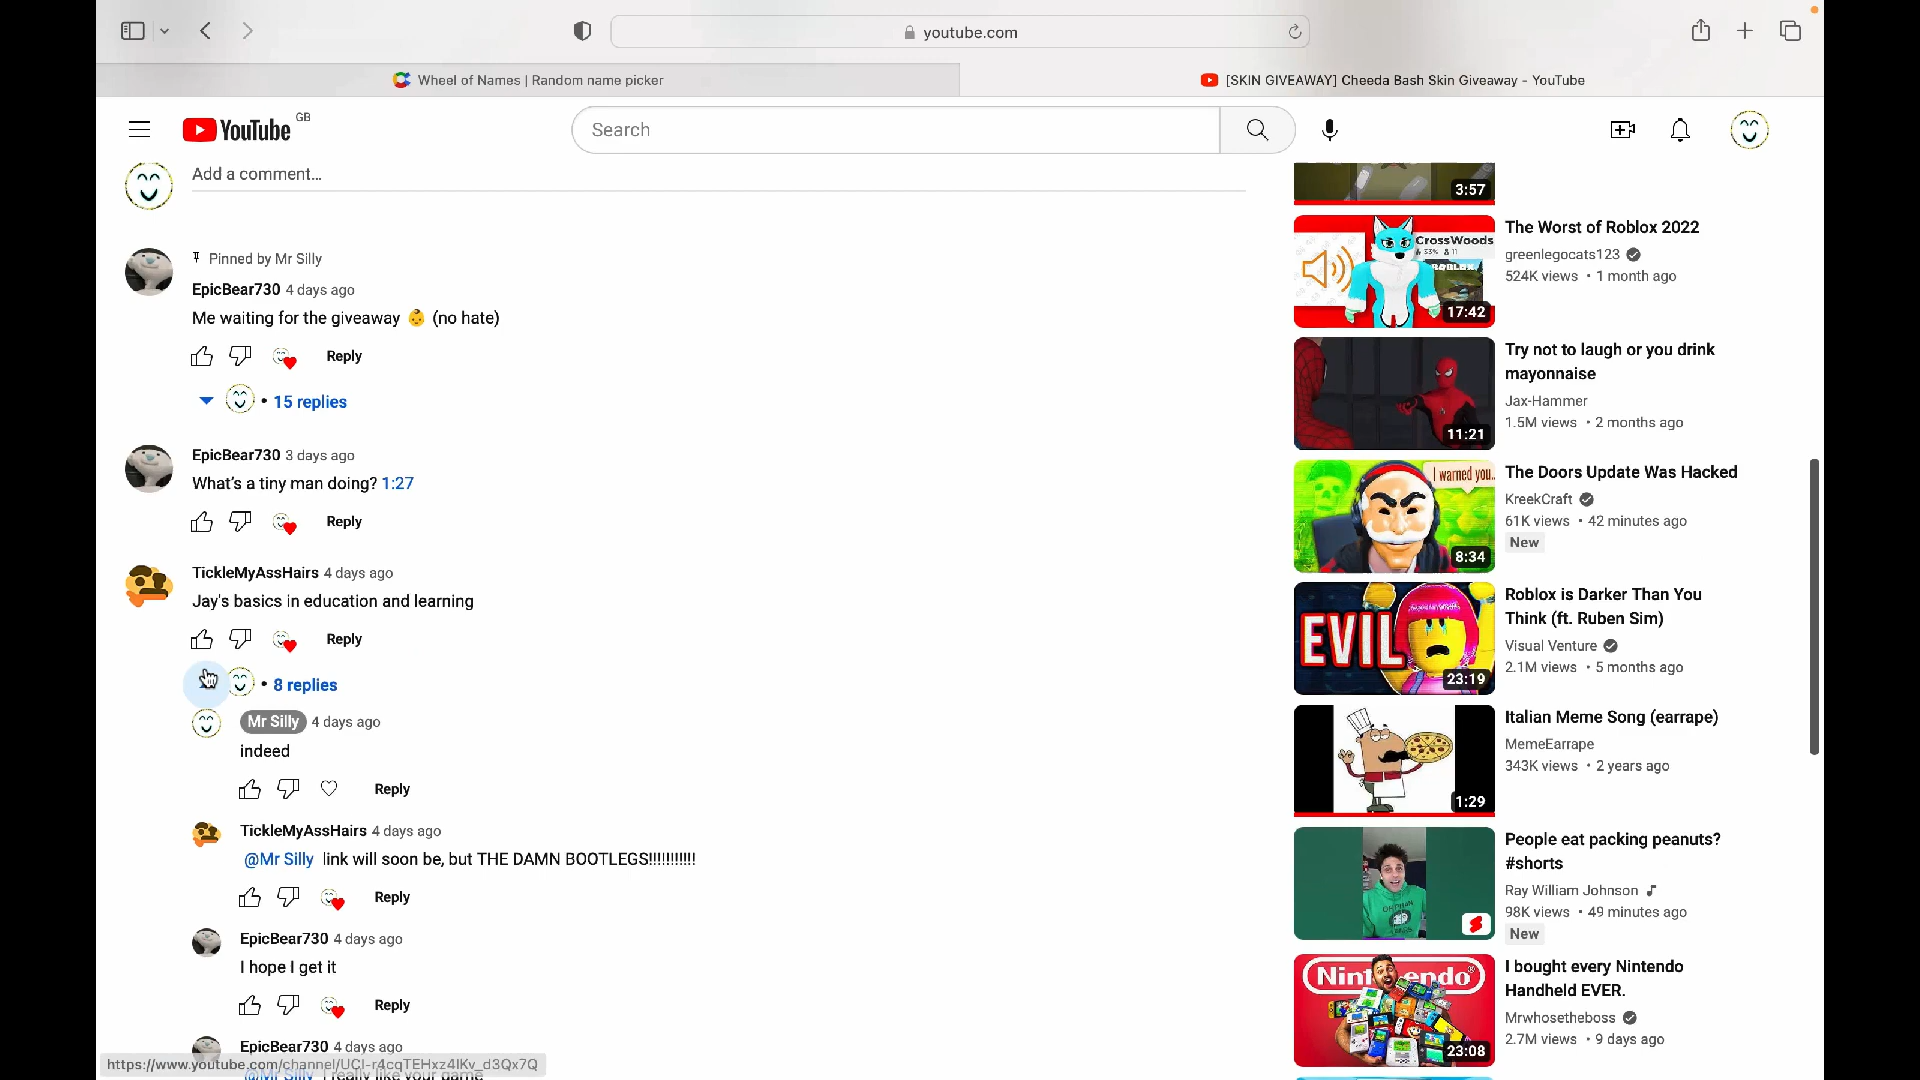 youtube.com
Wheel of Names | Random name picker
[SKIN GIVEAWAY] Cheeda Bash Skin Giveaway - YouTube
YouTube
GB
Search
Add a comment...
Pinned by Mr Silly
EpicBear730 4 days ago
Me waiting for the giveaway 👶 (no hate)
Reply
• 15 replies
EpicBear730 3 days ago
What's a tiny man doing? 1:27
Reply
TickleMyAssHairs 4 days ago
Jay's basics in education and learning
Reply
• 8 replies
Mr Silly 4 days ago
indeed
Reply
TickleMyAssHairs 4 days ago
@Mr Silly link will soon be, but THE DAMN BOOTLEGS!!!!!!!!!!!
Reply
EpicBear730 4 days ago
I hope I get it
Reply
EpicBear730 4 days ago
@Mr Silly I really like your game
3:57
CrossWoods
33% 11
ROBLOX
17:42
The Worst of Roblox 2022
greenlegocats123
524K views • 1 month ago
11:21
Try not to laugh or you drink
mayonnaise
Jax-Hammer
1.5M views • 2 months ago
I warned you..
8:34
The Doors Update Was Hacked
KreekCraft
61K views • 42 minutes ago
New
EVIL
23:19
Roblox is Darker Than You
Think (ft. Ruben Sim)
Visual Venture
2.1M views • 5 months ago
1:29
Italian Meme Song (earrape)
MemeEarrape
343K views • 2 years ago
People eat packing peanuts?
#shorts
Ray William Johnson
98K views • 49 minutes ago
New
Nintendo
23:08
I bought every Nintendo
Handheld EVER.
Mrwhosetheboss
2.7M views • 9 days ago